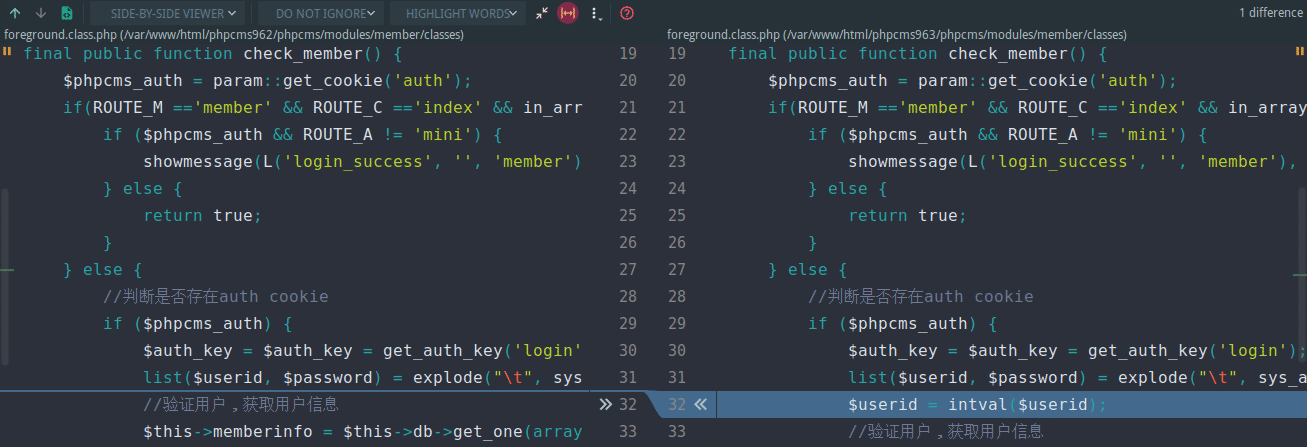 SIDE-BY-SIDE VIEWER DO NOT IGNORE HIGHLIGHT WORDS 1 difference
foreground.class.php (/var/www/html/phpcms962/phpcms/modules/member/classes)
final public function check_member() { 19
$phpcms_auth = param::get_cookie('auth'); 20
if(ROUTE_M =='member' && ROUTE_C =='index' && in_arr 21
if ($phpcms_auth && ROUTE_A != 'mini') { 22
showmessage(L('login_success', '', 'member') 23
} else { 24
return true; 25
} 26
} else { 27
//判断是否存在auth cookie 28
if ($phpcms_auth) { 29
$auth_key = $auth_key = get_auth_key('login' 30
list($userid, $password) = explode("\t", sys 31
//验证用户，获取用户信息 32
$this->memberinfo = $this->db->get_one(array 33
foreground.class.php (/var/www/html/phpcms963/phpcms/modules/member/classes)
19 final public function check_member() {
20 $phpcms_auth = param::get_cookie('auth');
21 if(ROUTE_M =='member' && ROUTE_C =='index' && in_array
22 if ($phpcms_auth && ROUTE_A != 'mini') {
23 showmessage(L('login_success', '', 'member'),
24 } else {
25 return true;
26 }
27 } else {
28 //判断是否存在auth cookie
29 if ($phpcms_auth) {
30 $auth_key = $auth_key = get_auth_key('login');
31 list($userid, $password) = explode("\t", sys_a
32 $userid = intval($userid);
33 //验证用户，获取用户信息